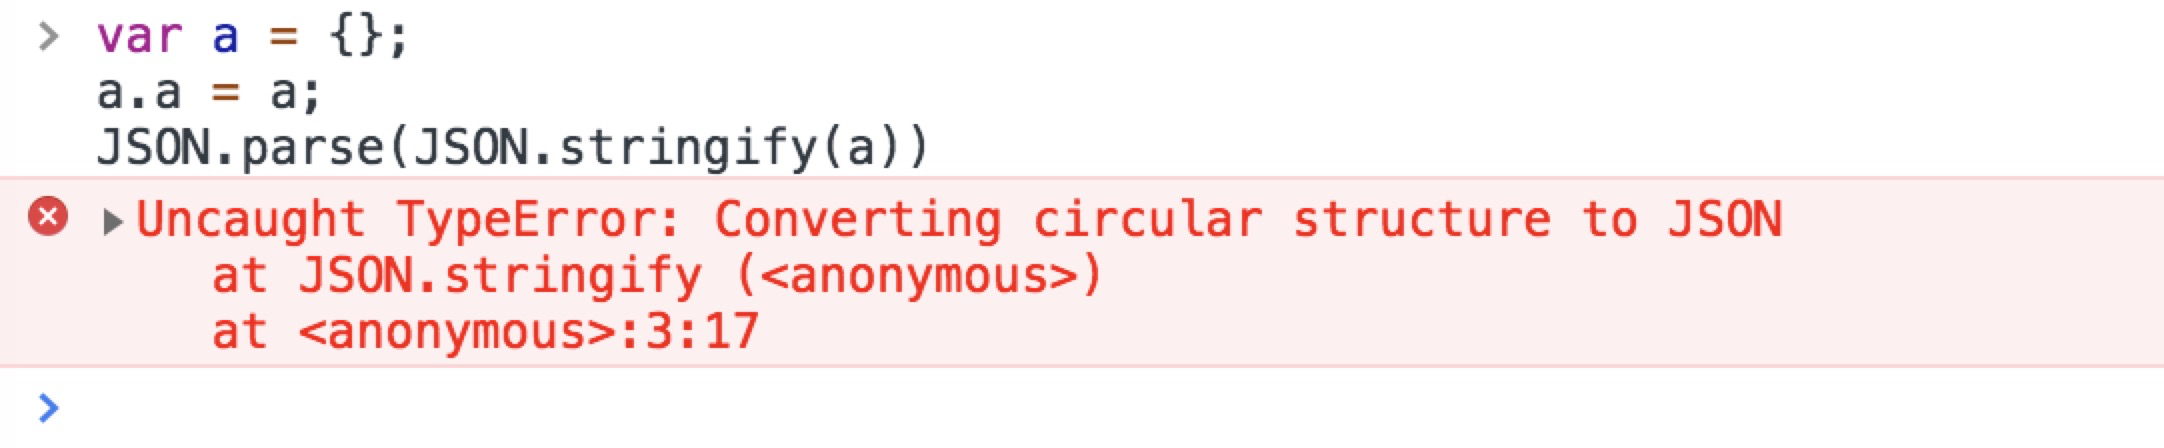 var a = {};
a.a = a;
JSON.parse(JSON.stringify(a))
Uncaught TypeError: Converting circular structure to JSON
at JSON.stringify (<anonymous>)
at <anonymous>:3:17